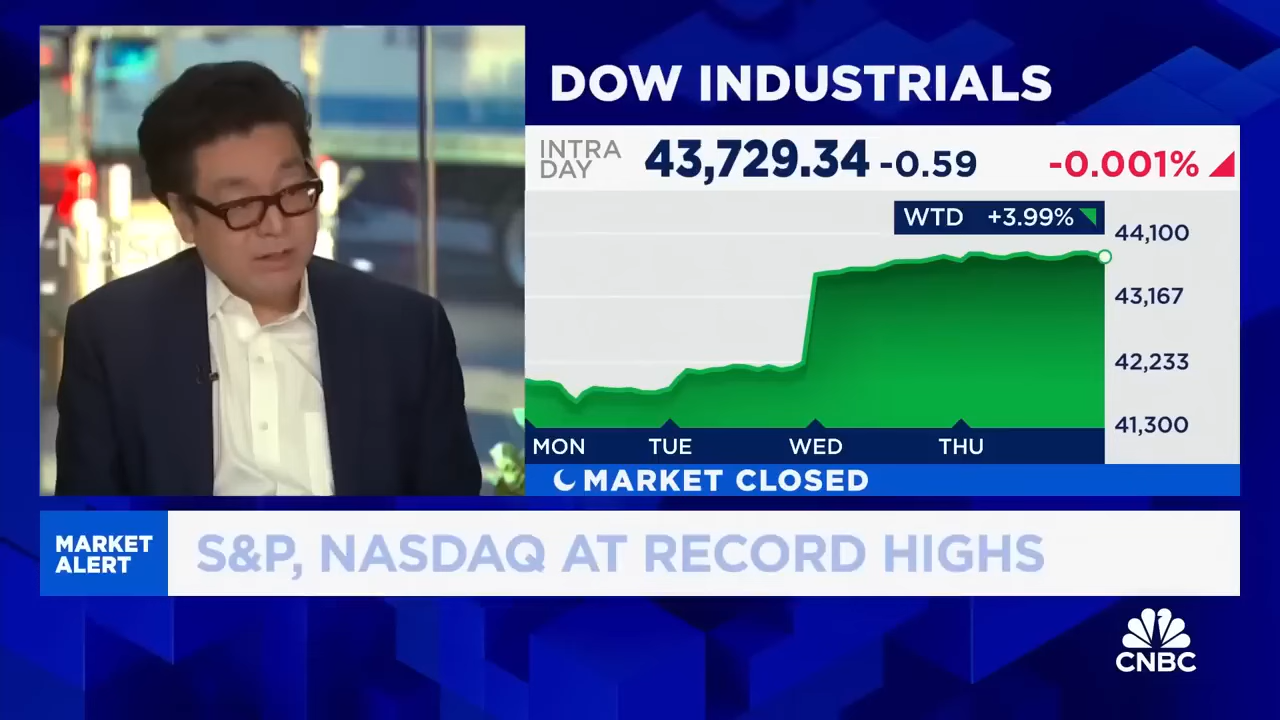 DOW INDUSTRIALS
INTRA
DAY
43,729.34 -0.59 -0.001%
WTD +3.99%
44,100
43,167
42,233
41,300
MON TUE WED THU
MARKET CLOSED
MARKET
ALERT
S&P, NASDAQ AT RECORD HIGHS
CNBC